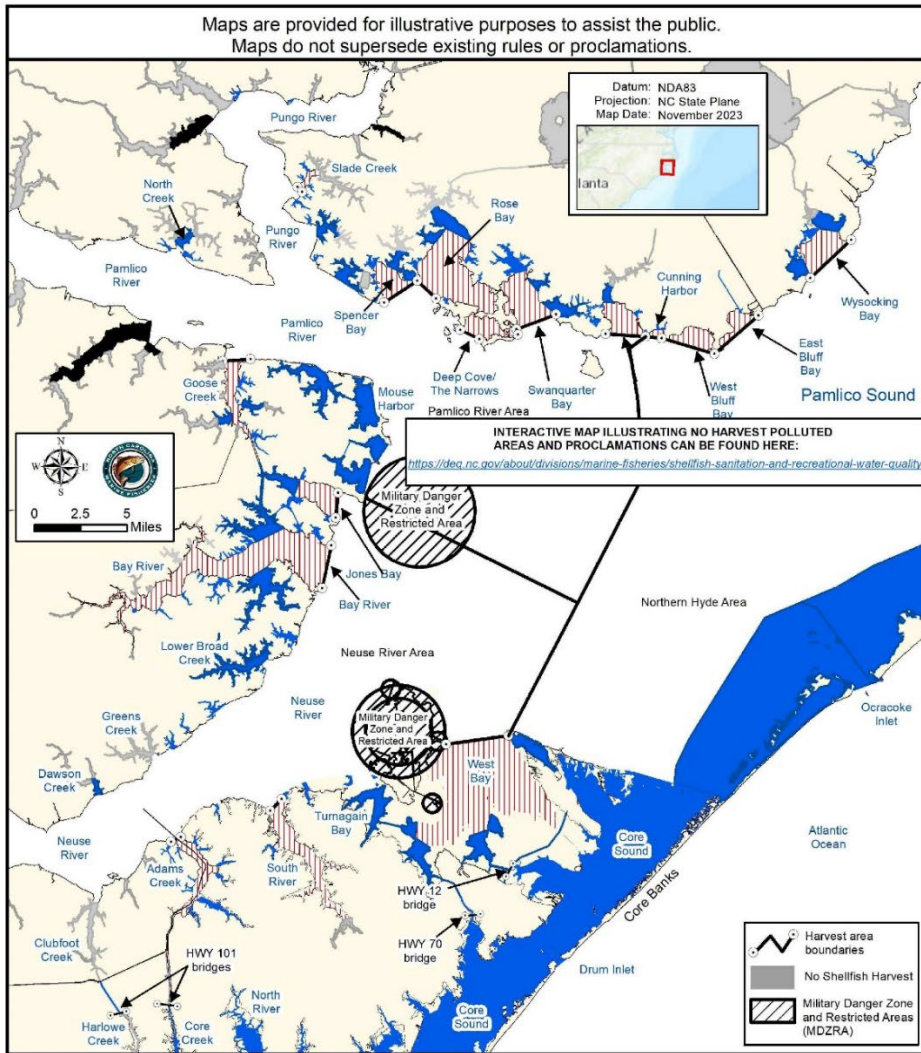 Maps are provided for illustrative purposes to assist the public.
Maps do not supersede existing rules or proclamations.
Datum: NDA83
Projection: NC State Plane
Map Date: November 2023
lanta
Pungo River
Slade Creek
North
Creek
Rose
Bay
Pungo
River
Pamlico
River
Cunning
Harbor
Wysocking
Bay
Spencer
Bay
Pamlico
River
East
Bluff
Bay
Deep Cove/
The Narrows
Swanquarter
Bay
West
Bluff
Bay
Goose
Creek
Mouse
Harbor
Pamlico River Area
Pamlico Sound
INTERACTIVE MAP ILLUSTRATING NO HARVEST POLLUTED
AREAS AND PROCLAMATIONS CAN BE FOUND HERE:
https://deq.nc.gov/about/divisions/marine-fisheries/shellfish-sanitation-and-recreational-water-quality
N
W
E
S
NORTH CAROLINA
MARINE FISHERIES
0 2.5 5
Miles
Military Danger
Zone and
Restricted Area
Bay River
Jones Bay
Bay River
Northern Hyde Area
Lower Broad
Creek
Neuse River Area
Greens
Creek
Neuse
River
Military Danger
Zone and
Restricted Area
Ocracoke
Inlet
West
Bay
Dawson
Creek
Turnagain
Bay
Neuse
River
Adams
Creek
South
River
Core
Sound
Atlantic
Ocean
HWY 12
bridge
Core Banks
Clubfoot
Creek
HWY 101
bridges
HWY 70
bridge
Drum Inlet
North
River
Harlowe
Creek
Core
Creek
Core
Sound
Harvest area
boundaries
No Shellfish Harvest
Military Danger Zone
and Restricted Areas
(MDZRA)